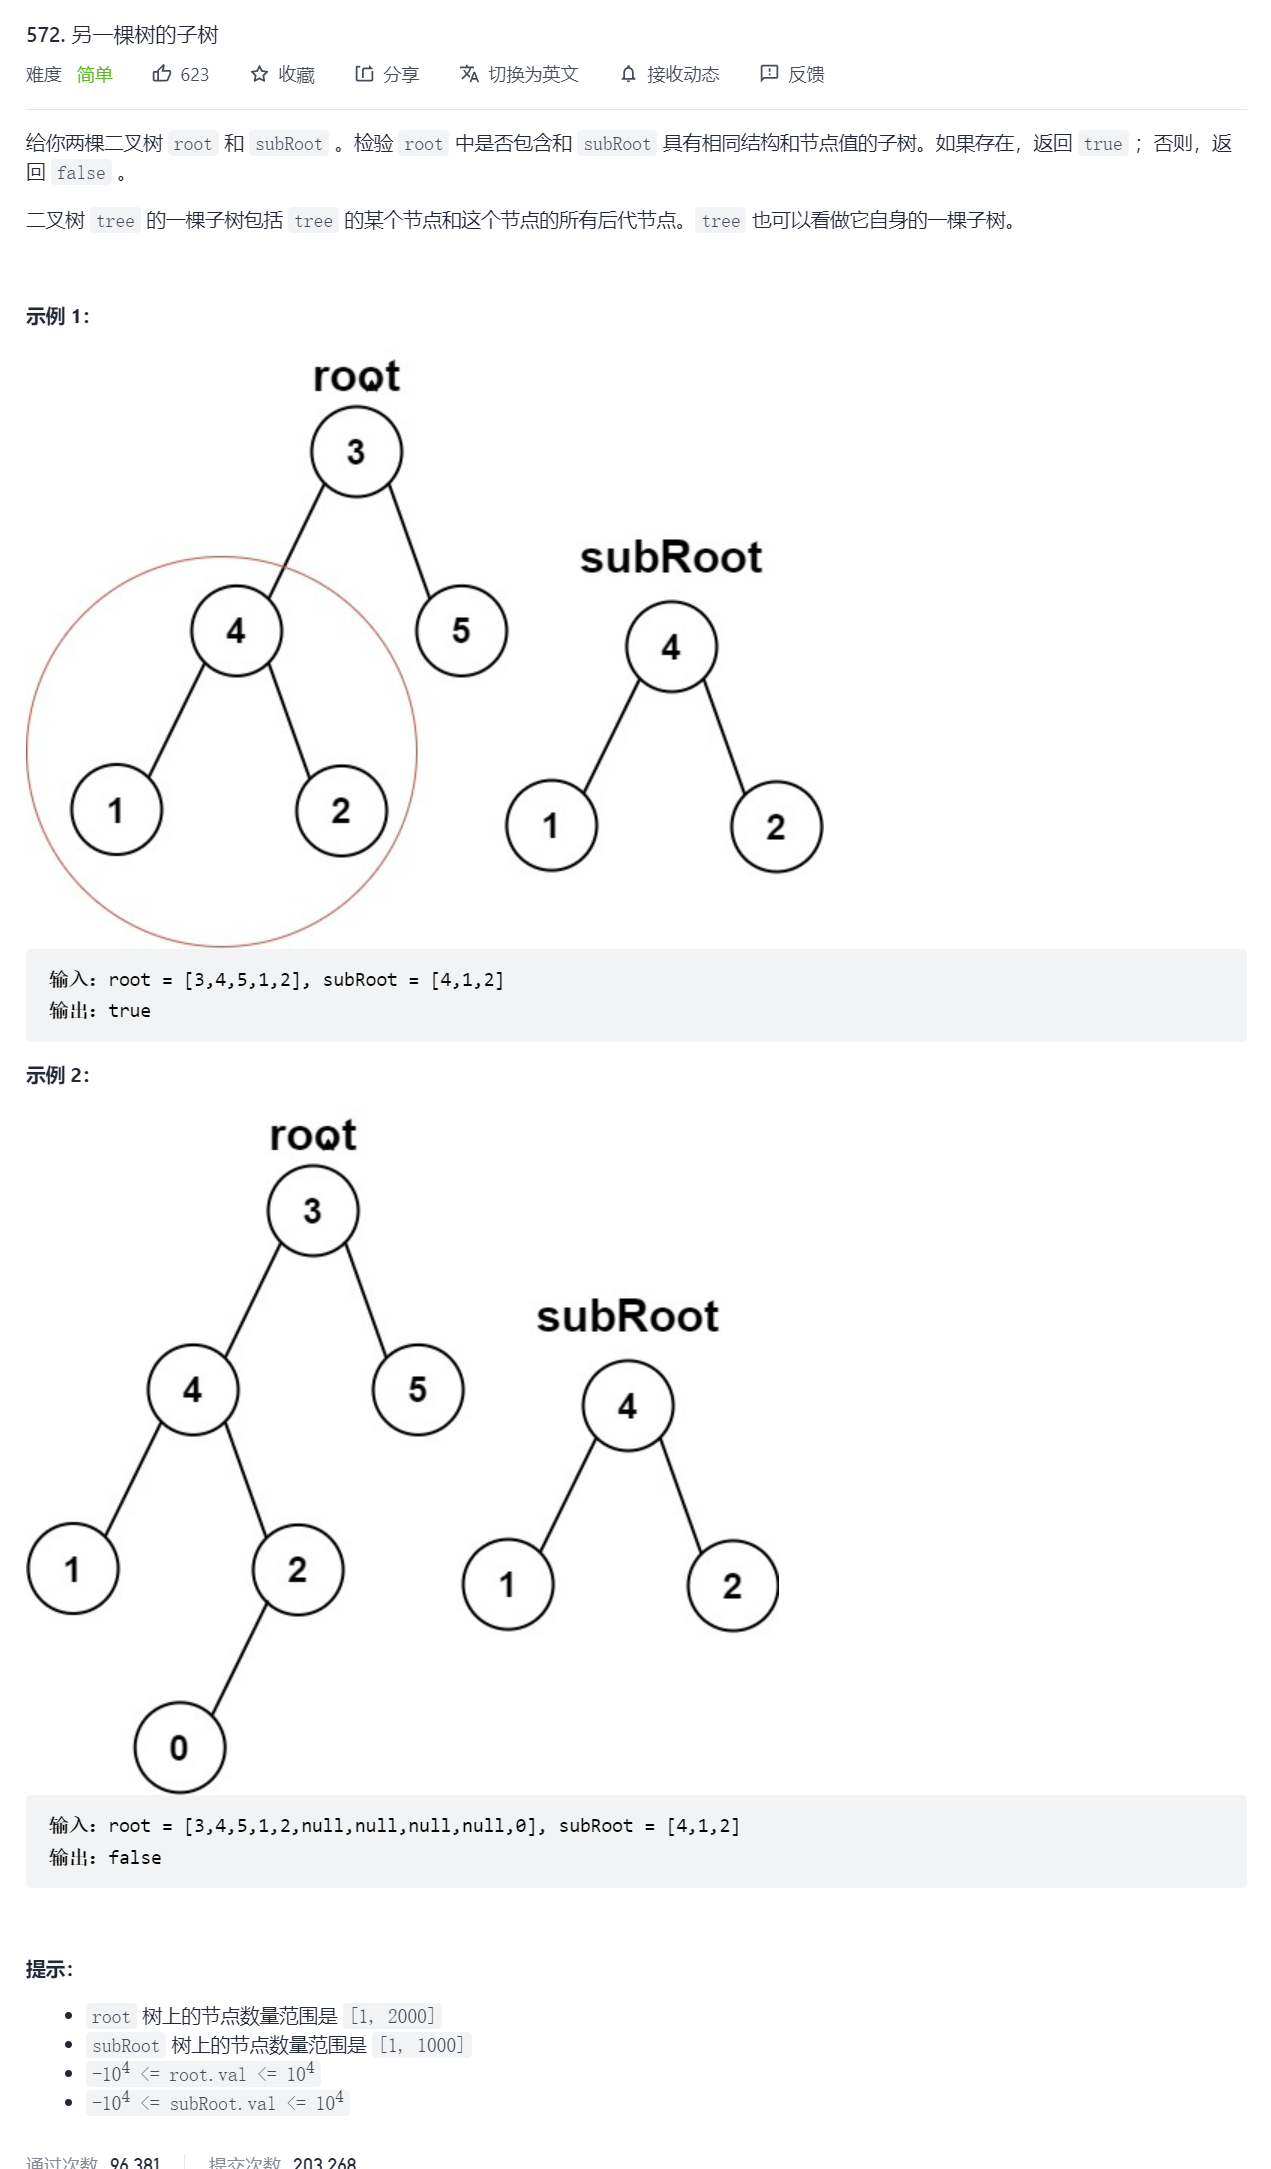 572. 另一棵树的子树
难度 简单 623 收藏 分享 切换为英文 接收动态 反馈
给你两棵二叉树 root 和 subRoot 。检验 root 中是否包含和 subRoot 具有相同结构和节点值的子树。如果存在，返回 true ；否则，返
回 false 。
二叉树 tree 的一棵子树包括 tree 的某个节点和这个节点的所有后代节点。tree 也可以看做它自身的一棵子树。
示例 1：
root
3
subRoot
4 5
4
1 2
1 2
输入：root = [3,4,5,1,2], subRoot = [4,1,2]
输出：true
示例 2：
root
3
subRoot
4 5
4
1 2
1 2
0
输入：root = [3,4,5,1,2,null,null,null,null,0], subRoot = [4,1,2]
输出：false
提示：
root 树上的节点数量范围是 [1, 2000]
subRoot 树上的节点数量范围是 [1, 1000]
-10⁴ <= root.val <= 10⁴
-10⁴ <= subRoot.val <= 10⁴
通过次数 96,381 提交次数 203,268